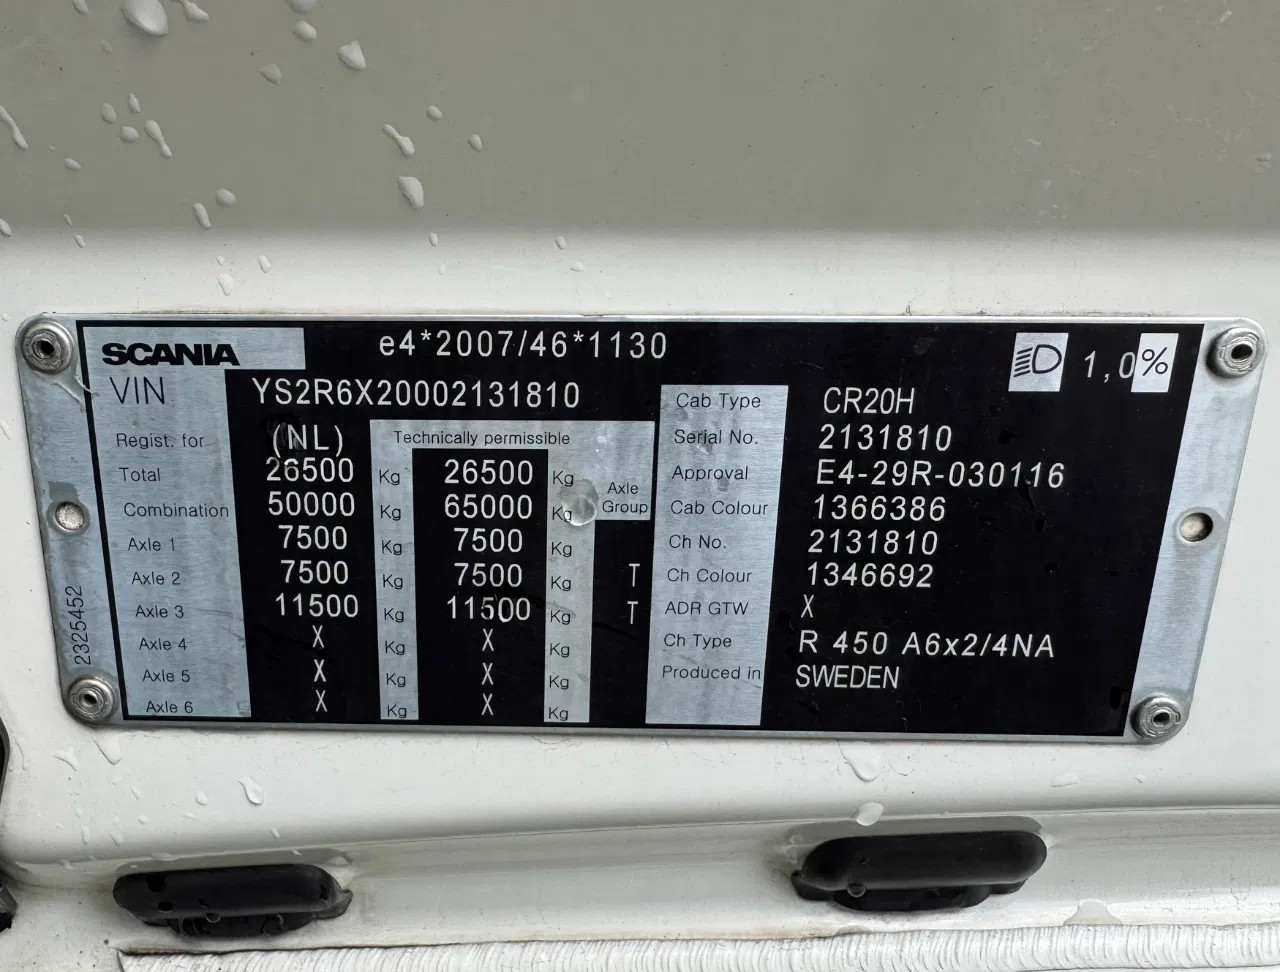 SCANIA e4*2007/46*1130 1,0%
VIN YS2R6X20002131810
Regist. for (NL) Technically permissible
Total 26500 Kg 26500 Kg Axle Group
Combination 50000 Kg 65000 Kg
Axle 1 7500 Kg 7500 Kg
Axle 2 7500 Kg 7500 Kg T
Axle 3 11500 Kg 11500 Kg T
Axle 4 X Kg X Kg
Axle 5 X Kg X Kg
Axle 6 X Kg X Kg
Cab Type CR20H
Serial No. 2131810
Approval E4-29R-030116
Cab Colour 1366386
Ch No. 2131810
Ch Colour 1346692
ADR GTW X
Ch Type R 450 A6x2/4NA
Produced in SWEDEN
2325452